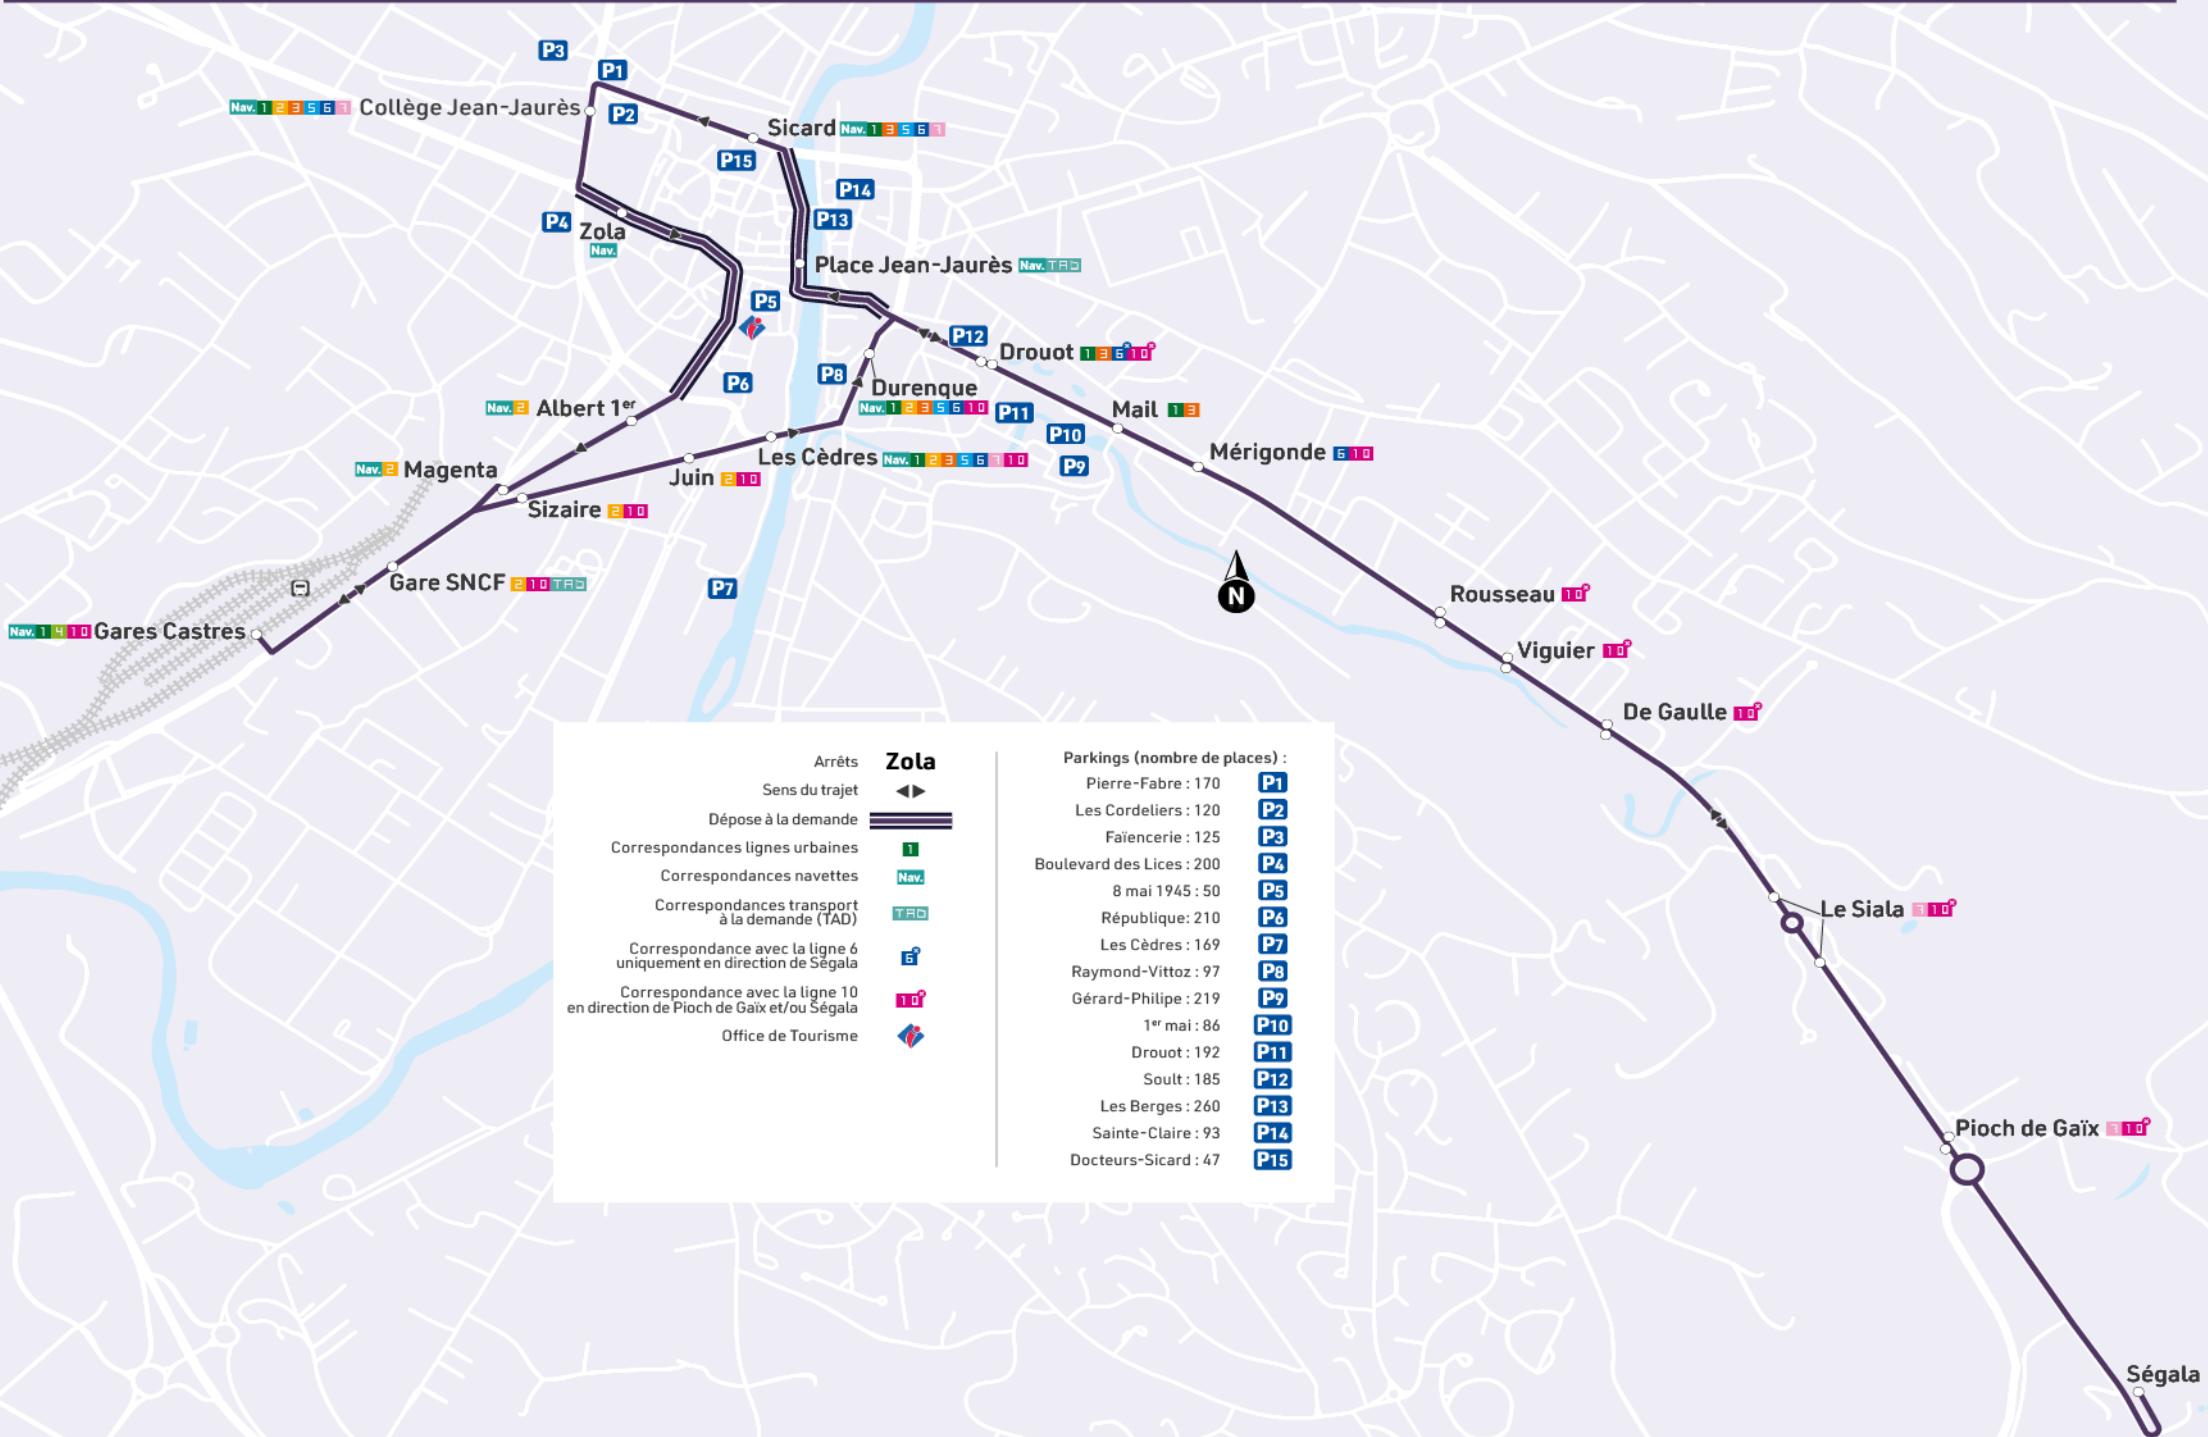 P3
P1
Nav. 1 2 3 5 6 7 Collège Jean-Jaurès
P2
Sicard Nav. 1 3 5 6 7
P15
P14
P13
P4
Zola
Nav.
Place Jean-Jaurès Nav. TAD
P5
P12
Drouot 1 3 6 10
P8
P6
Durenque
Nav. 1 2 3 5 6 10
P11
Nav. 2 Albert 1er
Mail 1 3
P10
Mérigonde 6 10
Les Cèdres Nav. 1 2 3 5 6 7 10
P9
Nav. 2 Magenta
Juin 2 10
Sizaire 2 10
Gare SNCF 2 10 TAD
P7
N
Rousseau 10
Nav. 1 4 10 Gares Castres
Viguier 10
De Gaulle 10
Arrêts Zola
Sens du trajet
Dépose à la demande
Correspondances lignes urbaines 1
Correspondances navettes Nav.
Correspondances transport
à la demande (TAD) TAD
Correspondance avec la ligne 6
uniquement en direction de Ségala 6
Correspondance avec la ligne 10
en direction de Pioch de Gaïx et/ou Ségala 10
Office de Tourisme
Parkings (nombre de places) :
Pierre-Fabre : 170 P1
Les Cordeliers : 120 P2
Faïencerie : 125 P3
Boulevard des Lices : 200 P4
8 mai 1945 : 50 P5
République: 210 P6
Les Cèdres : 169 P7
Raymond-Vittoz : 97 P8
Gérard-Philipe : 219 P9
1er mai : 86 P10
Drouot : 192 P11
Soult : 185 P12
Les Berges : 260 P13
Sainte-Claire : 93 P14
Docteurs-Sicard : 47 P15
Le Siala 7 10
Pioch de Gaïx 7 10
Ségala